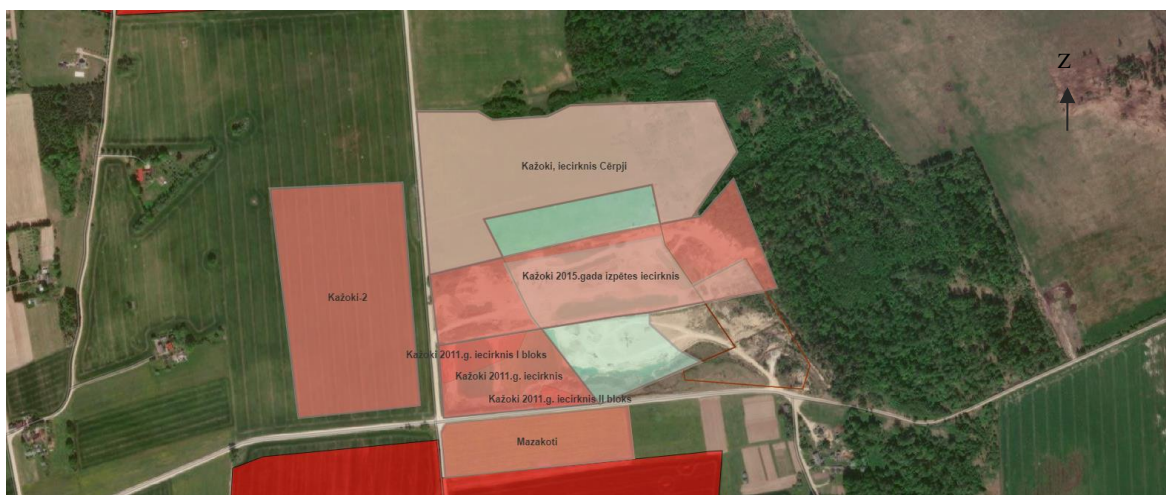 Z
Kažoki, iecirknis Cērpji
Kažoki 2015.gada izpētes iecirknis
Kažoki-2
Kažoki 2011.g. iecirknis I bloks
Kažoki 2011.g. iecirknis
Kažoki 2011.g. iecirknis II bloks
Mazakoti